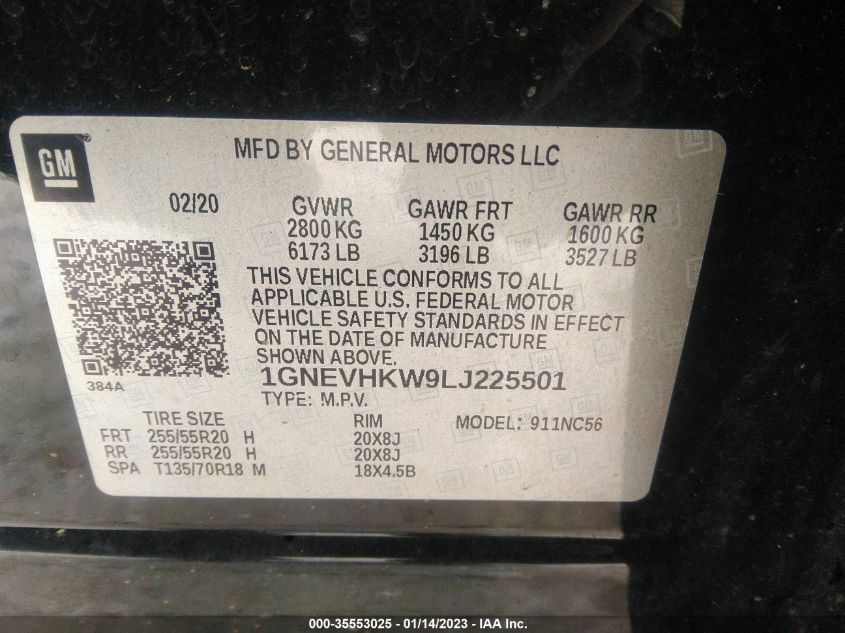 GM
MFD BY GENERAL MOTORS LLC
02/20 GVWR GAWR FRT GAWR RR
2800 KG 1450 KG 1600 KG
6173 LB 3196 LB 3527 LB
THIS VEHICLE CONFORMS TO ALL
APPLICABLE U.S. FEDERAL MOTOR
VEHICLE SAFETY STANDARDS IN EFFECT
ON THE DATE OF MANUFACTURE
SHOWN ABOVE.
384A
1GNEVHKW9LJ225501
TYPE: M.P.V.
TIRE SIZE RIM MODEL: 911NC56
FRT 255/55R20 H 20X8J
RR 255/55R20 H 20X8J
SPA T135/70R18 M 18X4.5B
000-35553025 - 01/14/2023 - IAA Inc.